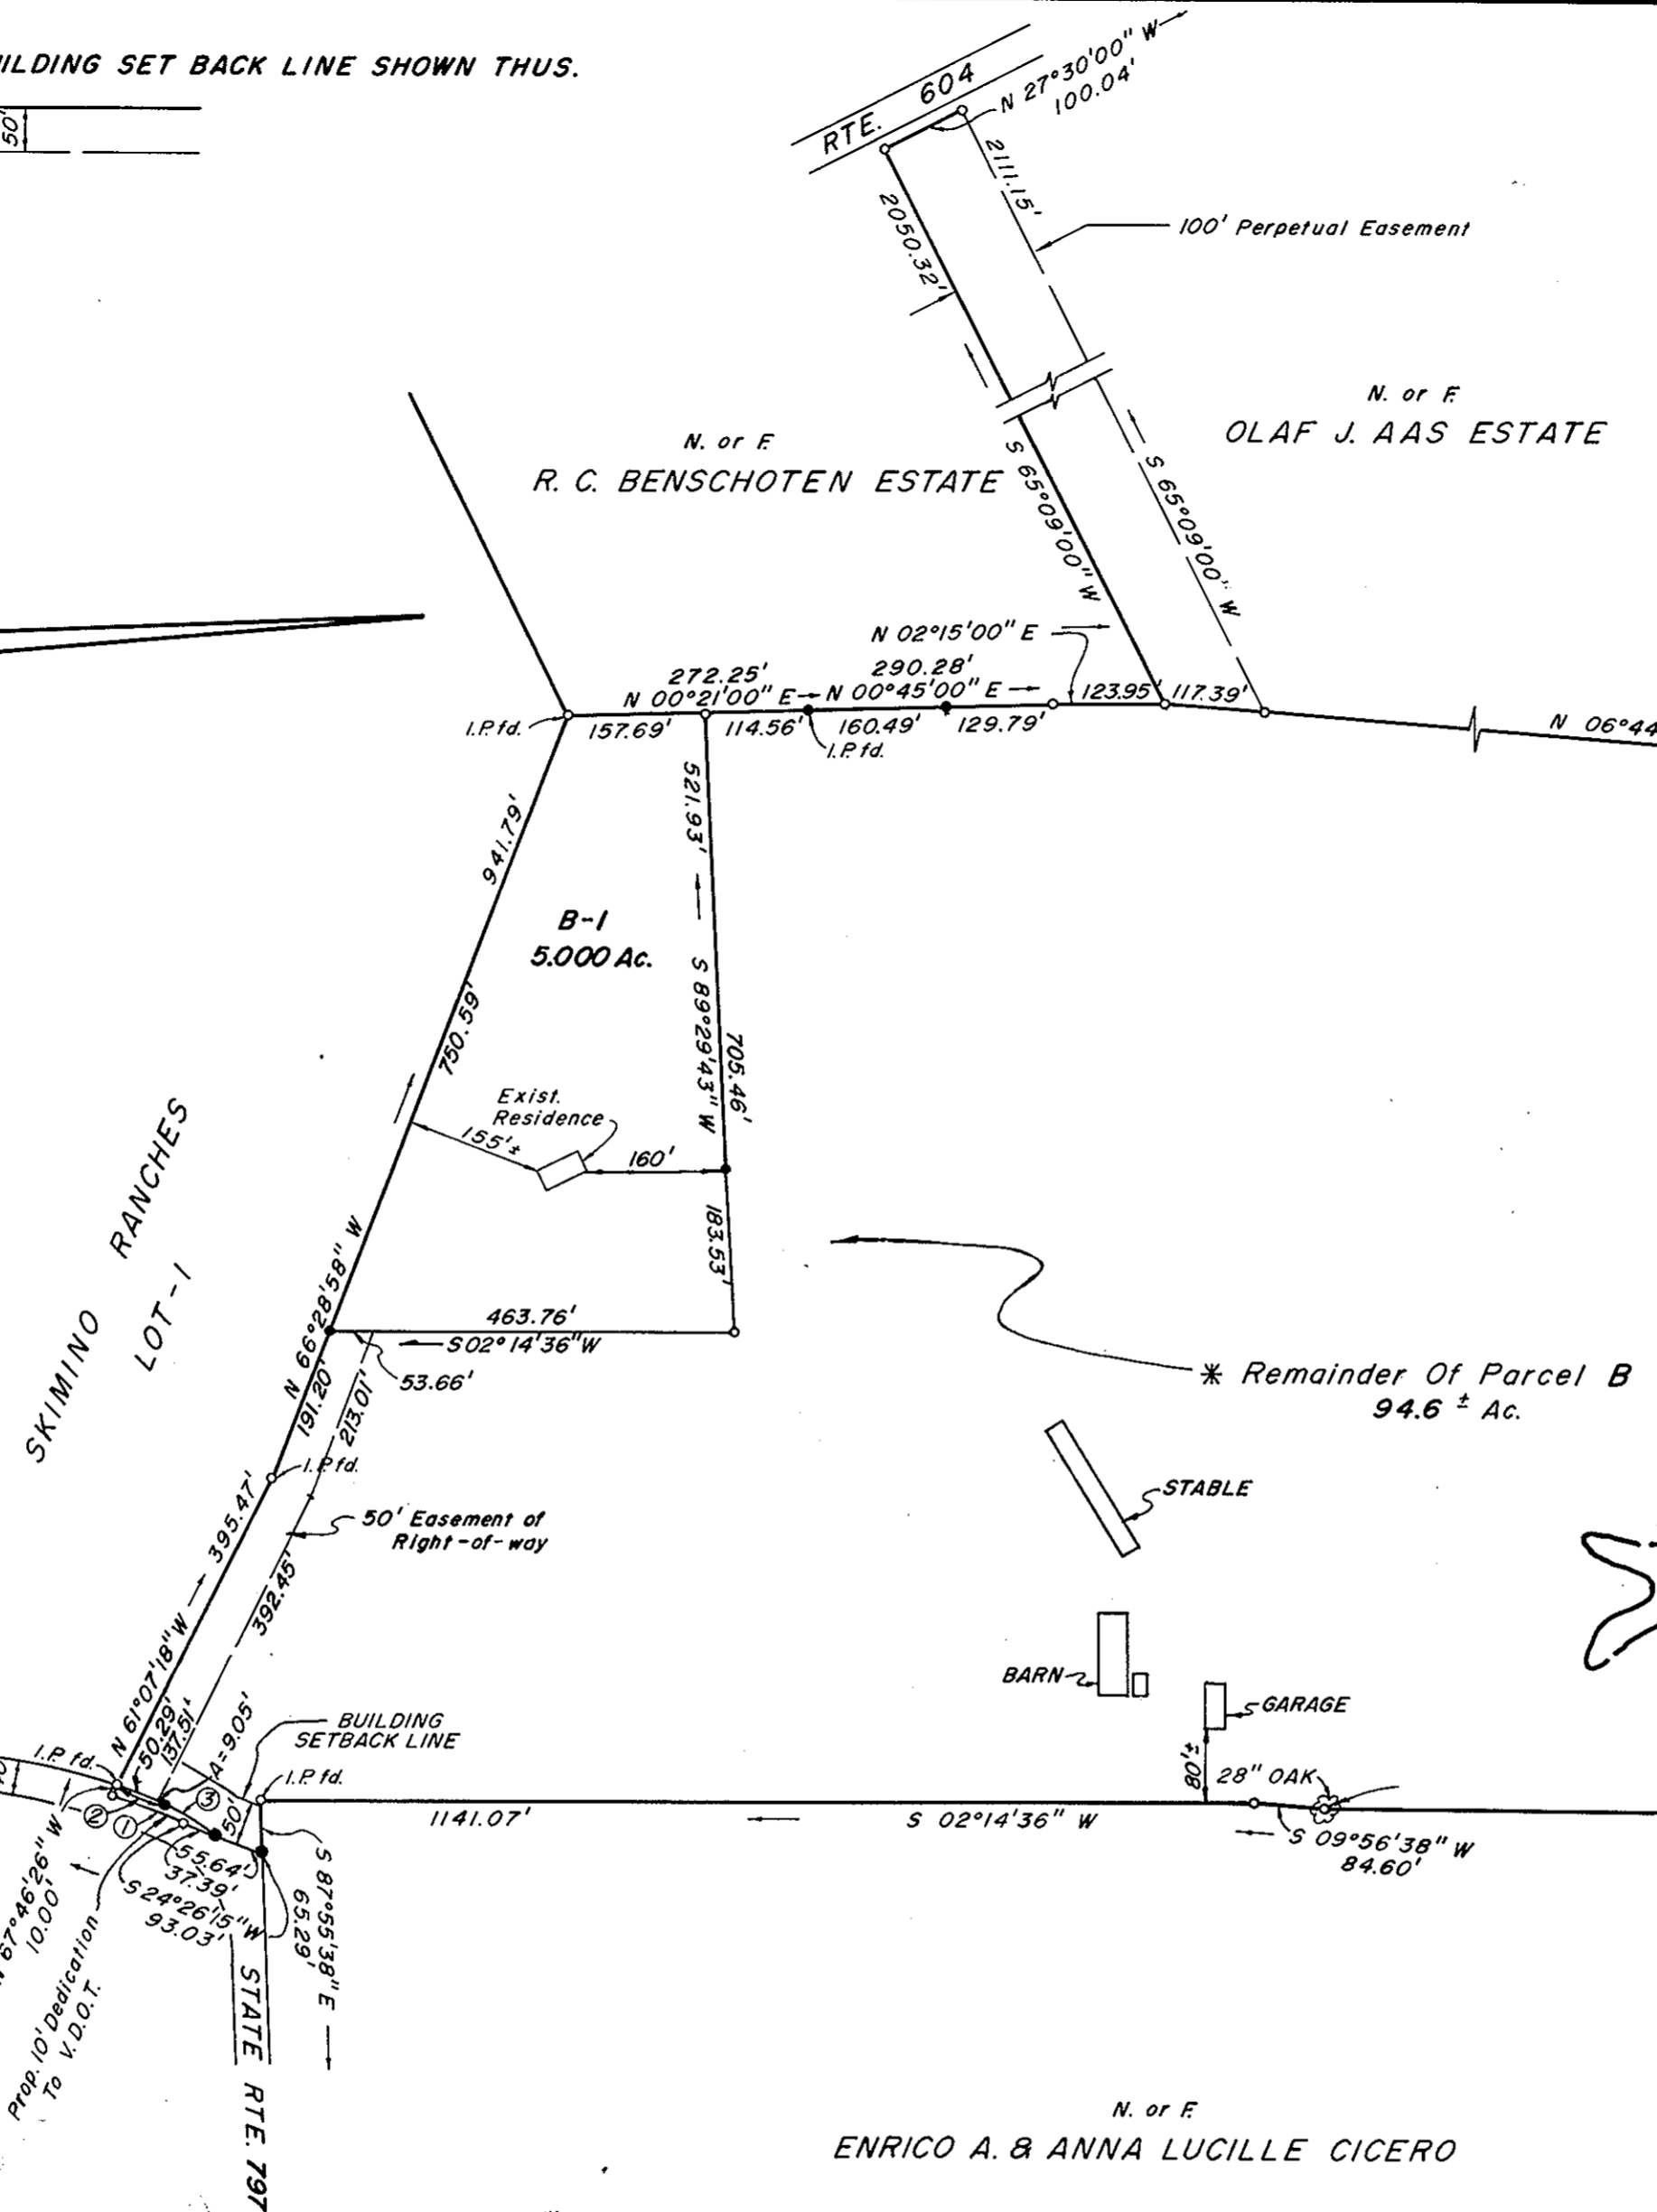 ILDING SET BACK LINE SHOWN THUS.
50'
RTE. 604
N 27°30'00" W
100.04'
2111.15'
2050.32'
100' Perpetual Easement
N. or F.
OLAF J. AAS ESTATE
N. or F.
R. C. BENSCHOTEN ESTATE
S 65°09'00" W
S 65°09'00" W
N 02°15'00" E
272.25'
290.28'
N 00°21'00" E
N 00°45'00" E
123.95'
117.39'
I.P. fd.
157.69'
114.56'
160.49'
129.79'
I.P. fd.
N 06°44
521.93'
941.79'
B-1
5.000 Ac.
S 89°29'43" W
705.46'
750.59'
Exist.
Residence
155'±
160'
183.53'
SKIMINO RANCHES
LOT-1
N 66°28'58" W
463.76'
S 02°14'36" W
53.66'
191.20'
213.01'
I.P. fd.
* Remainder Of Parcel B
94.6 ± Ac.
STABLE
395.47'
50' Easement of
Right-of-way
392.45'
N 61°07'18" W
BARN
GARAGE
80'±
28" OAK
50.29'
137.51'
A=9.05'
BUILDING
SETBACK LINE
I.P. fd.
I.P. fd.
1141.07'
S 02°14'36" W
S 09°56'38" W
84.60'
②
①
③
50'
55.64'
37.39'
S 24°26'15" W
93.03'
67°46'26" W
10.00'
S 87°55'38" E
65.29'
Prop. 10' Dedication
To V.D.O.T.
STATE RTE. 797
N. or F.
ENRICO A. & ANNA LUCILLE CICERO